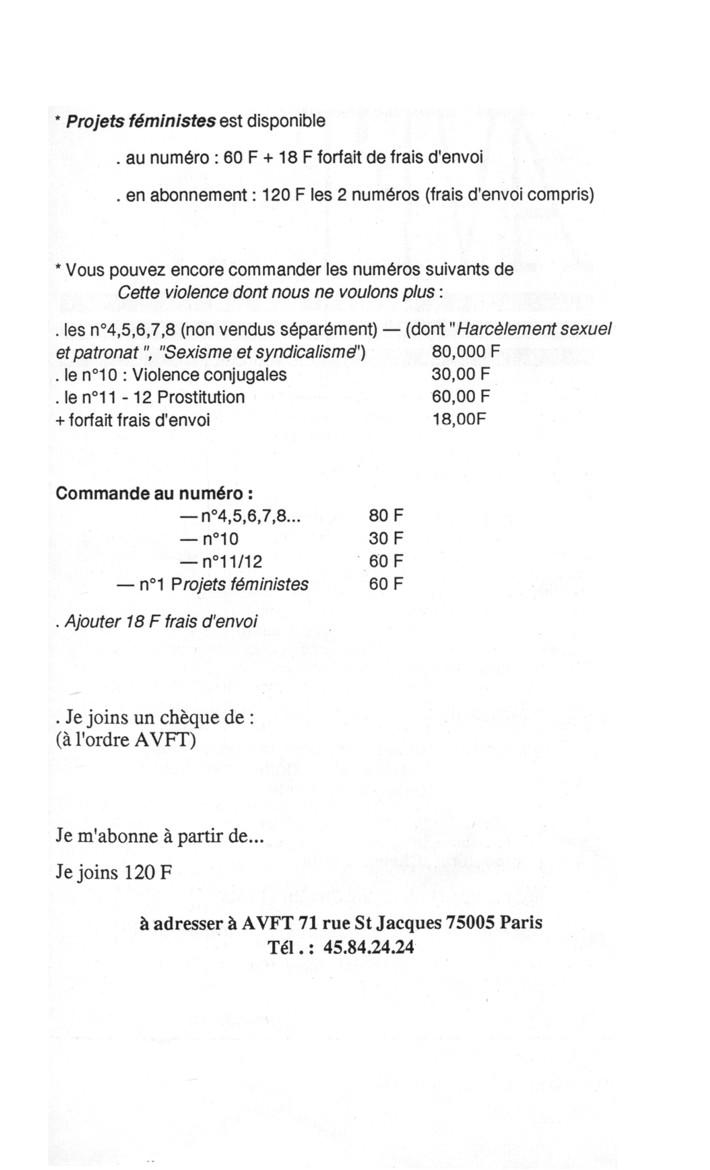 * Projets féministes est disponible
. au numéro : 60 F + 18 F forfait de frais d'envoi
. en abonnement : 120 F les 2 numéros (frais d'envoi compris)
* Vous pouvez encore commander les numéros suivants de
Cette violence dont nous ne voulons plus :
. les n°4,5,6,7,8 (non vendus séparément) — (dont "Harcèlement sexuel
et patronat ", "Sexisme et syndicalisme") 80,000 F
. le n°10 : Violence conjugales 30,00 F
. le n°11 - 12 Prostitution 60,00 F
+ forfait frais d'envoi 18,00F
Commande au numéro :
— n°4,5,6,7,8... 80 F
— n°10 30 F
— n°11/12 60 F
— n°1 Projets féministes 60 F
. Ajouter 18 F frais d'envoi
. Je joins un chèque de :
(à l'ordre AVFT)
Je m'abonne à partir de...
Je joins 120 F
à adresser à AVFT 71 rue St Jacques 75005 Paris
Tél . : 45.84.24.24